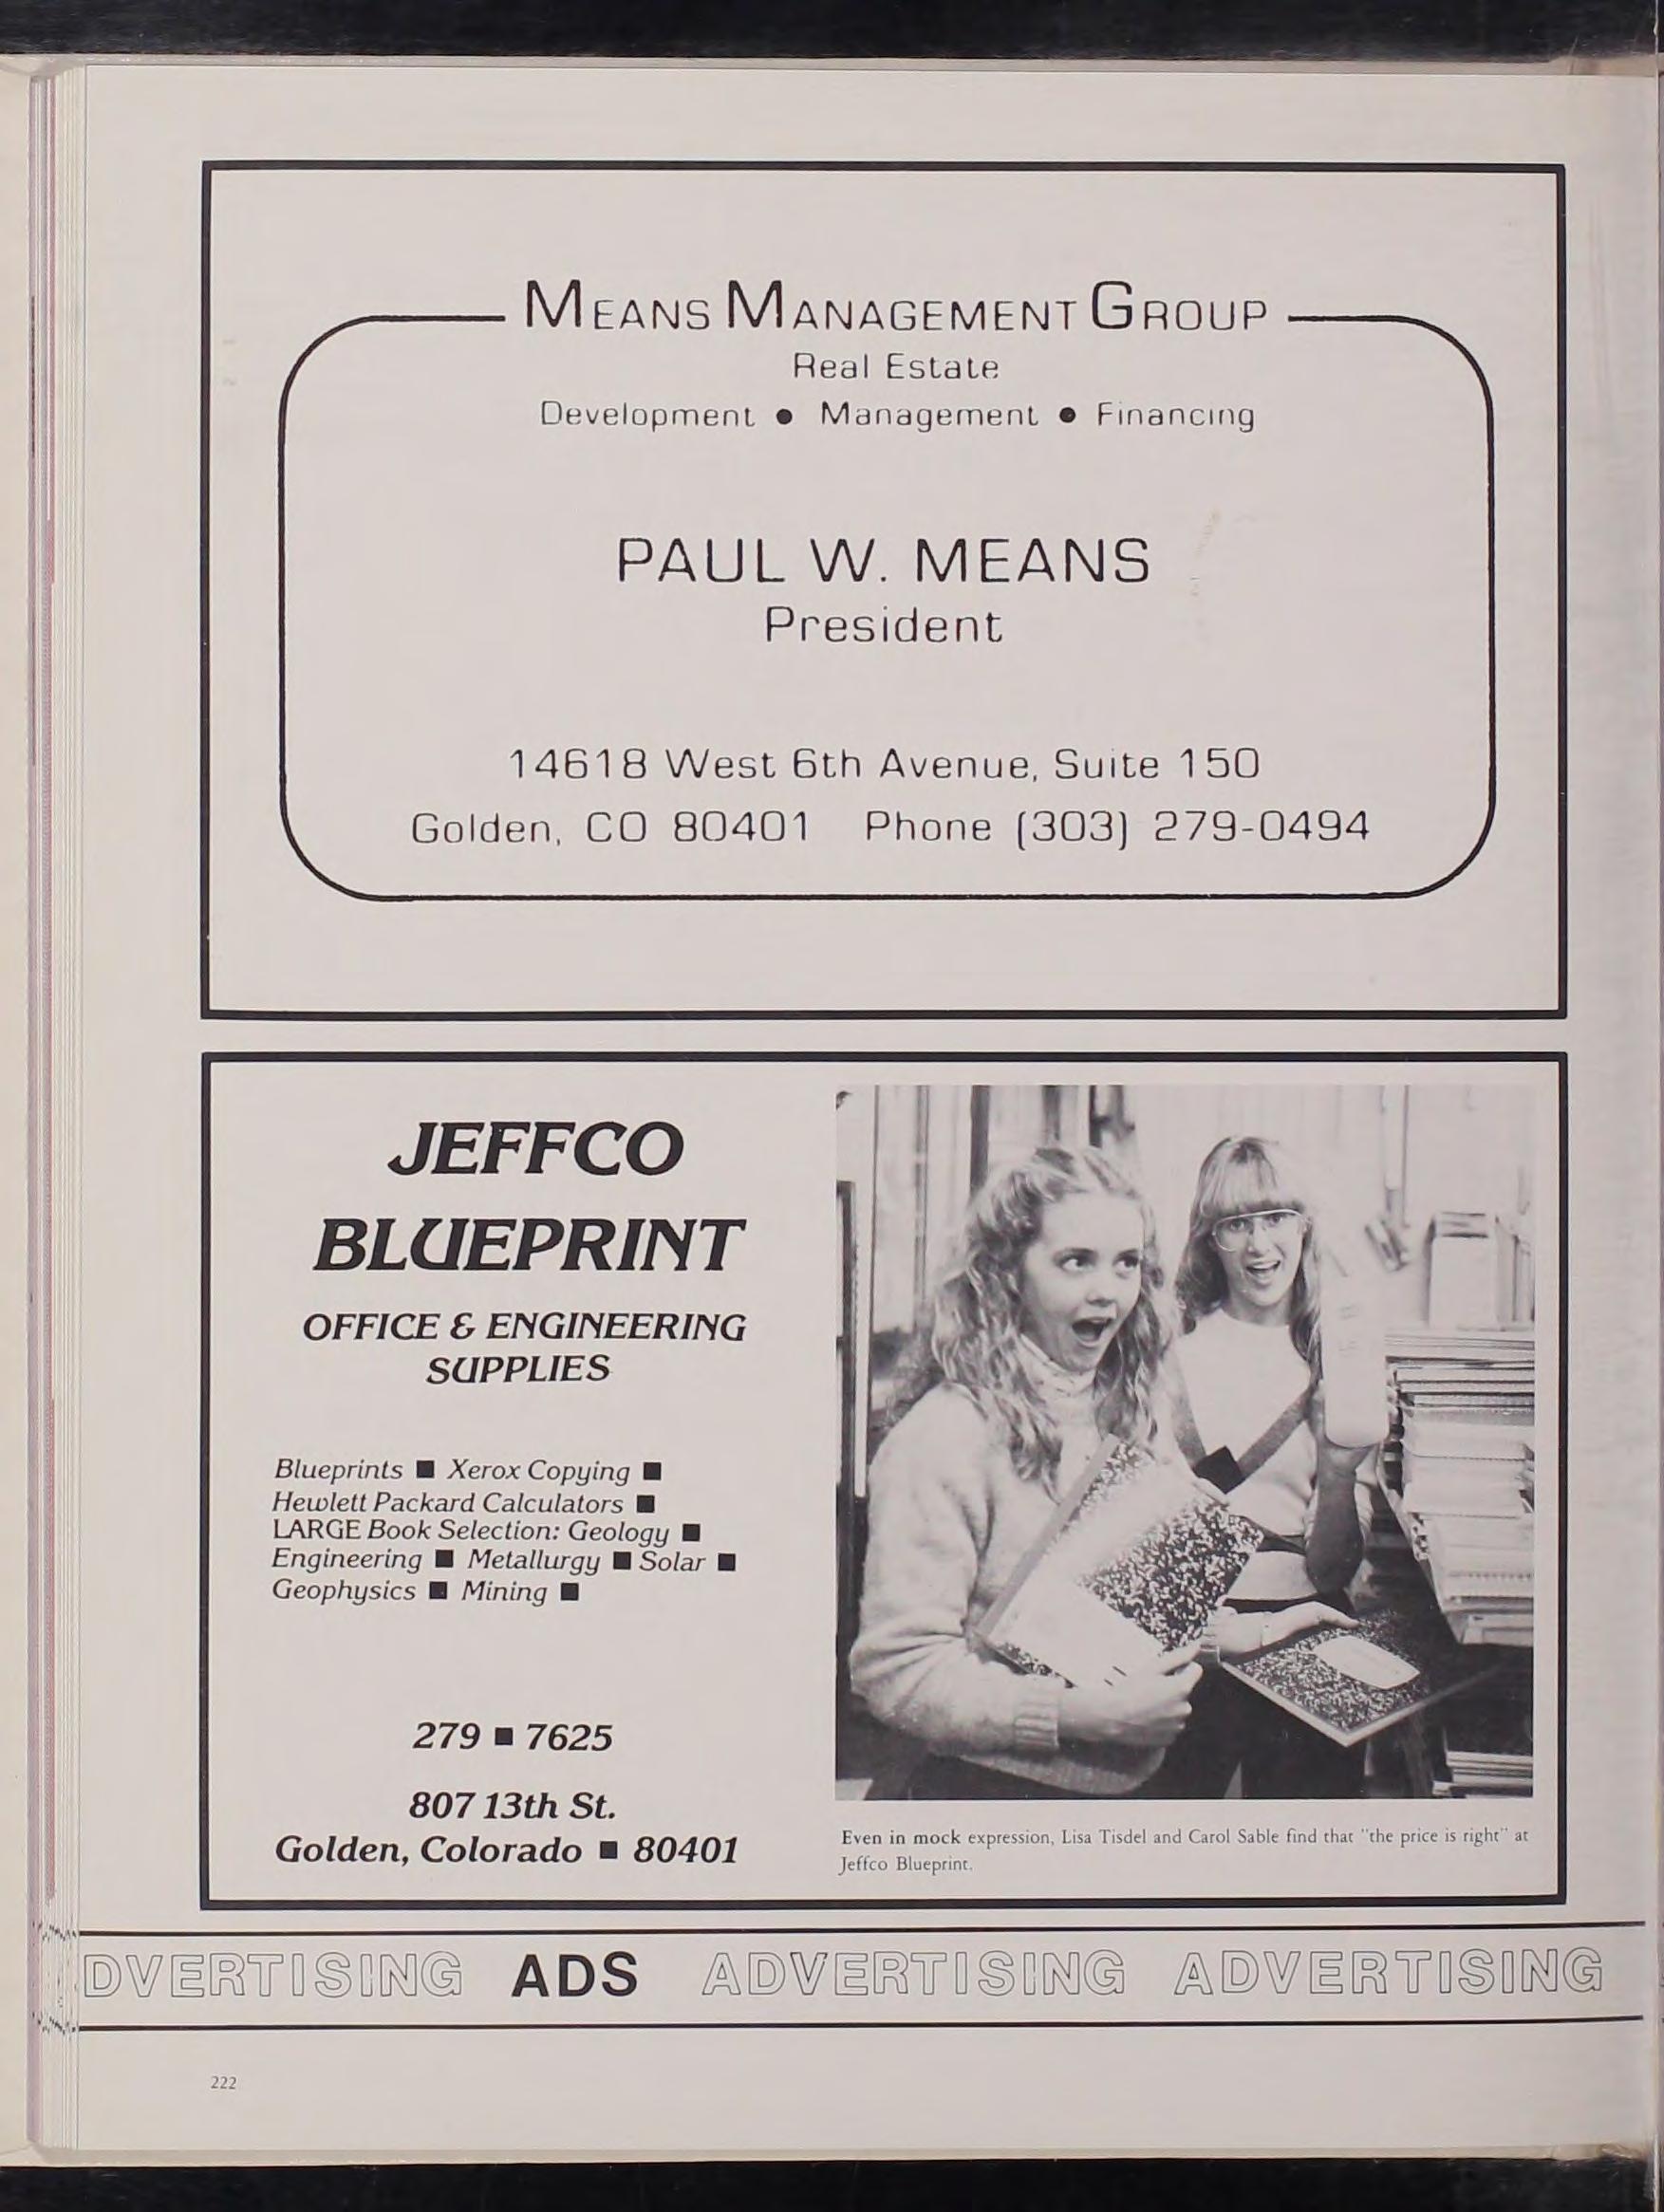 MEANS MANAGEMENT GROUP
Real Estate
Development ● Management ● Financing
PAUL W. MEANS
President
14618 West 6th Avenue, Suite 150
Golden, CO 80401 Phone (303) 279-0494
JEFFCO
BLUEPRINT
OFFICE & ENGINEERING
SUPPLIES
Blueprints ■ Xerox Copying ■
Hewlett Packard Calculators ■
LARGE Book Selection: Geology ■
Engineering ■ Metallurgy ■ Solar ■
Geophysics ■ Mining ■
279 ■ 7625
807 13th St.
Golden, Colorado ■ 80401
Even in mock expression, Lisa Tisdel and Carol Sable find that "the price is right" at
Jeffco Blueprint.
DVERTISING ADS ADVERTISING ADVERTISING
222